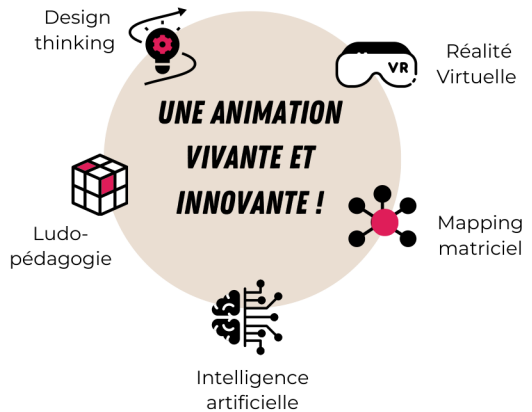 Design
thinking
VR
Réalité
Virtuelle
UNE ANIMATION
VIVANTE ET
INNOVANTE !
Ludo-
pédagogie
Mapping
matriciel
Intelligence
artificielle